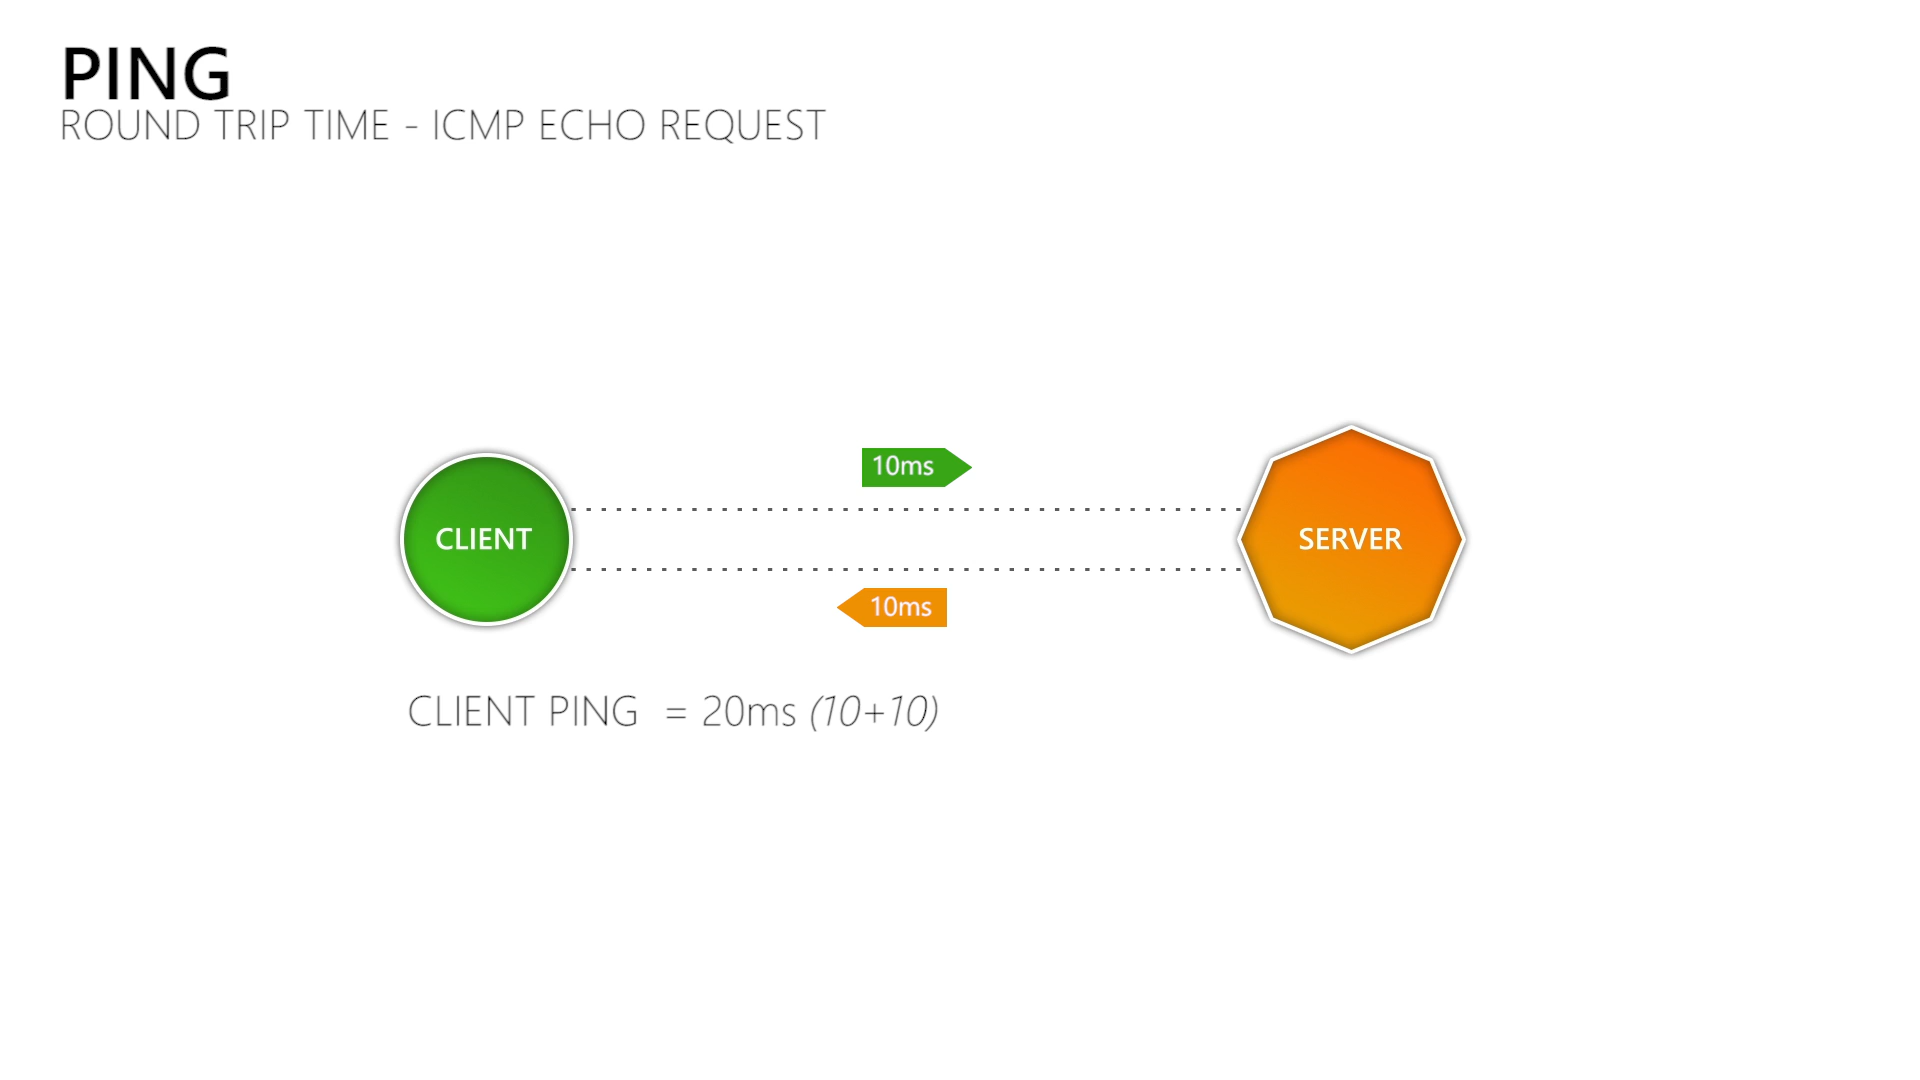 PING
ROUND TRIP TIME - ICMP ECHO REQUEST
10ms
CLIENT
SERVER
10ms
CLIENT PING = 20ms (10+10)